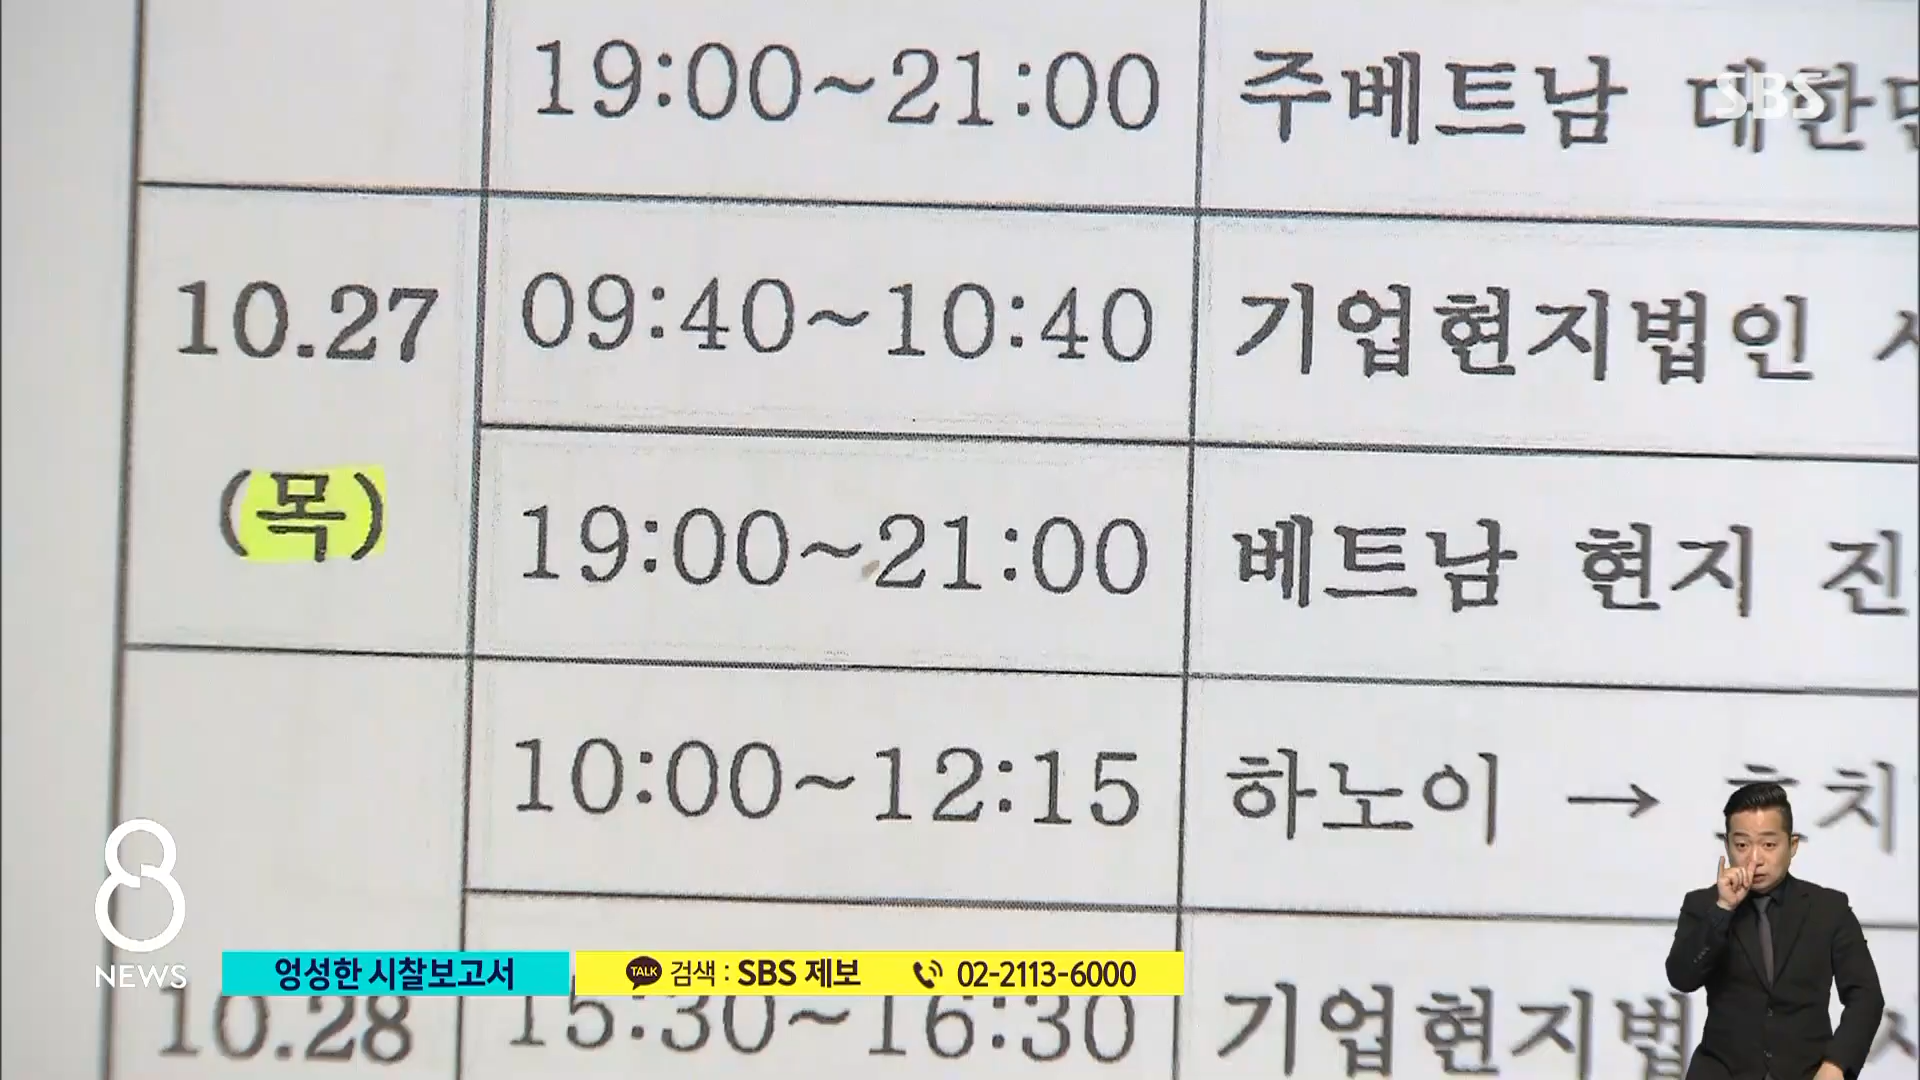 19:00~21:00 주베트남
SBS
10.27 09:40~10:40 기업현지법인
(목) 19:00~21:00 베트남 현지
10:00~12:15 하노이 →
8
NEWS
엉성한 시찰보고서 TALK 검색 : SBS 제보 02-2113-6000
10.28 15:30~16:30 기업현지법